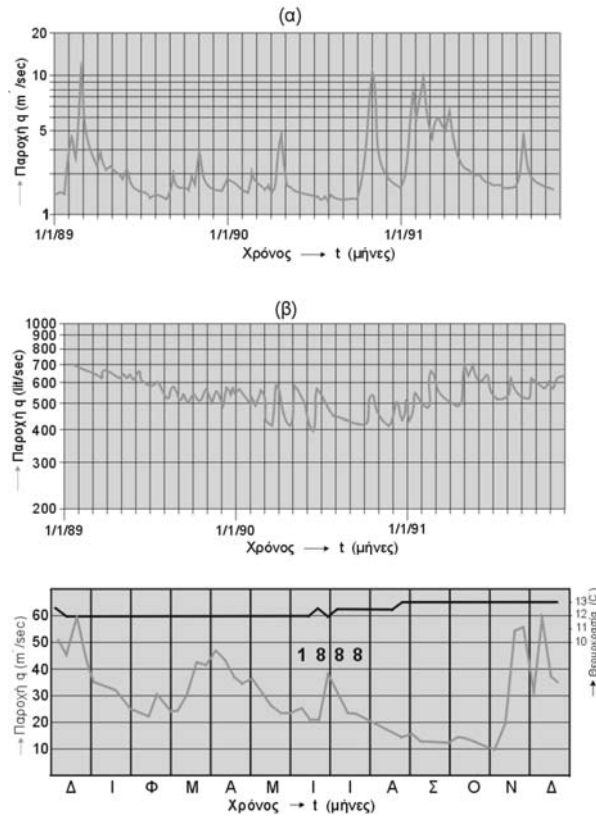 (α)
Παροχή q (m³/sec)
20
10
5
1
1/1/89
1/1/90
1/1/91
Χρόνος → t (μήνες)
(β)
Παροχή q (lit/sec)
1000
900
800
700
600
500
400
300
200
1/1/89
1/1/90
1/1/91
Χρόνος → t (μήνες)
Παροχή q (m³/sec)
60
50
40
30
20
10
1 8 8 8
13
12
11
10
Θερμοκρασία (C)
Δ Ι Φ Μ Α Μ Ι Ι Α Σ Ο Ν Δ
Χρόνος → t (μήνες)